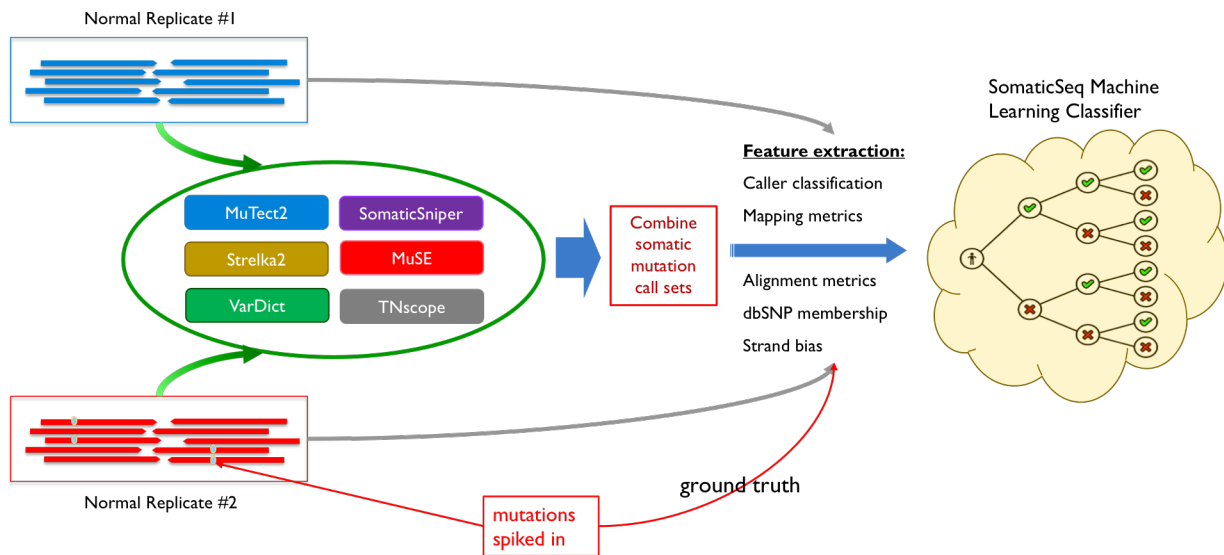 Normal Replicate #1
SomaticSeq Machine
Learning Classifier
Feature extraction:
Caller classification
Mapping metrics
MuTect2
SomaticSniper
Strelka2
MuSE
VarDict
TNscope
Combine
somatic
mutation
call sets
Alignment metrics
dbSNP membership
Strand bias
Normal Replicate #2
ground truth
mutations
spiked in